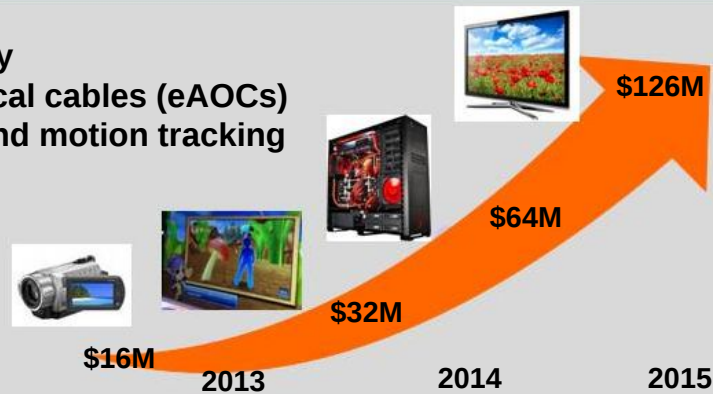 y
cal cables (eAOCs)
nd motion tracking
$126M
$64M
$32M
$16M
2013
2014
2015